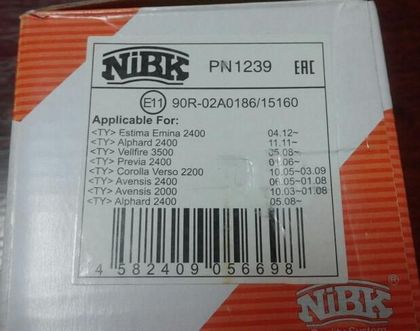 NiBK PN1239 EAC
E11 90R-02A0186/15160
Applicable For:
<TY> Estima Emina 2400 04.12~
<TY> Alphard 2400 11.11~
<TY> Vellfire 3500 05.08~
<TY> Previa 2400 01.06~
<TY> Corolla Verso 2200 10.05~03.09
<TY> Avensis 2400 06.05~01.08
<TY> Avensis 2000 10.03~01.08
<TY> Alphard 2400 05.08~
4 582409 056698
NiBK